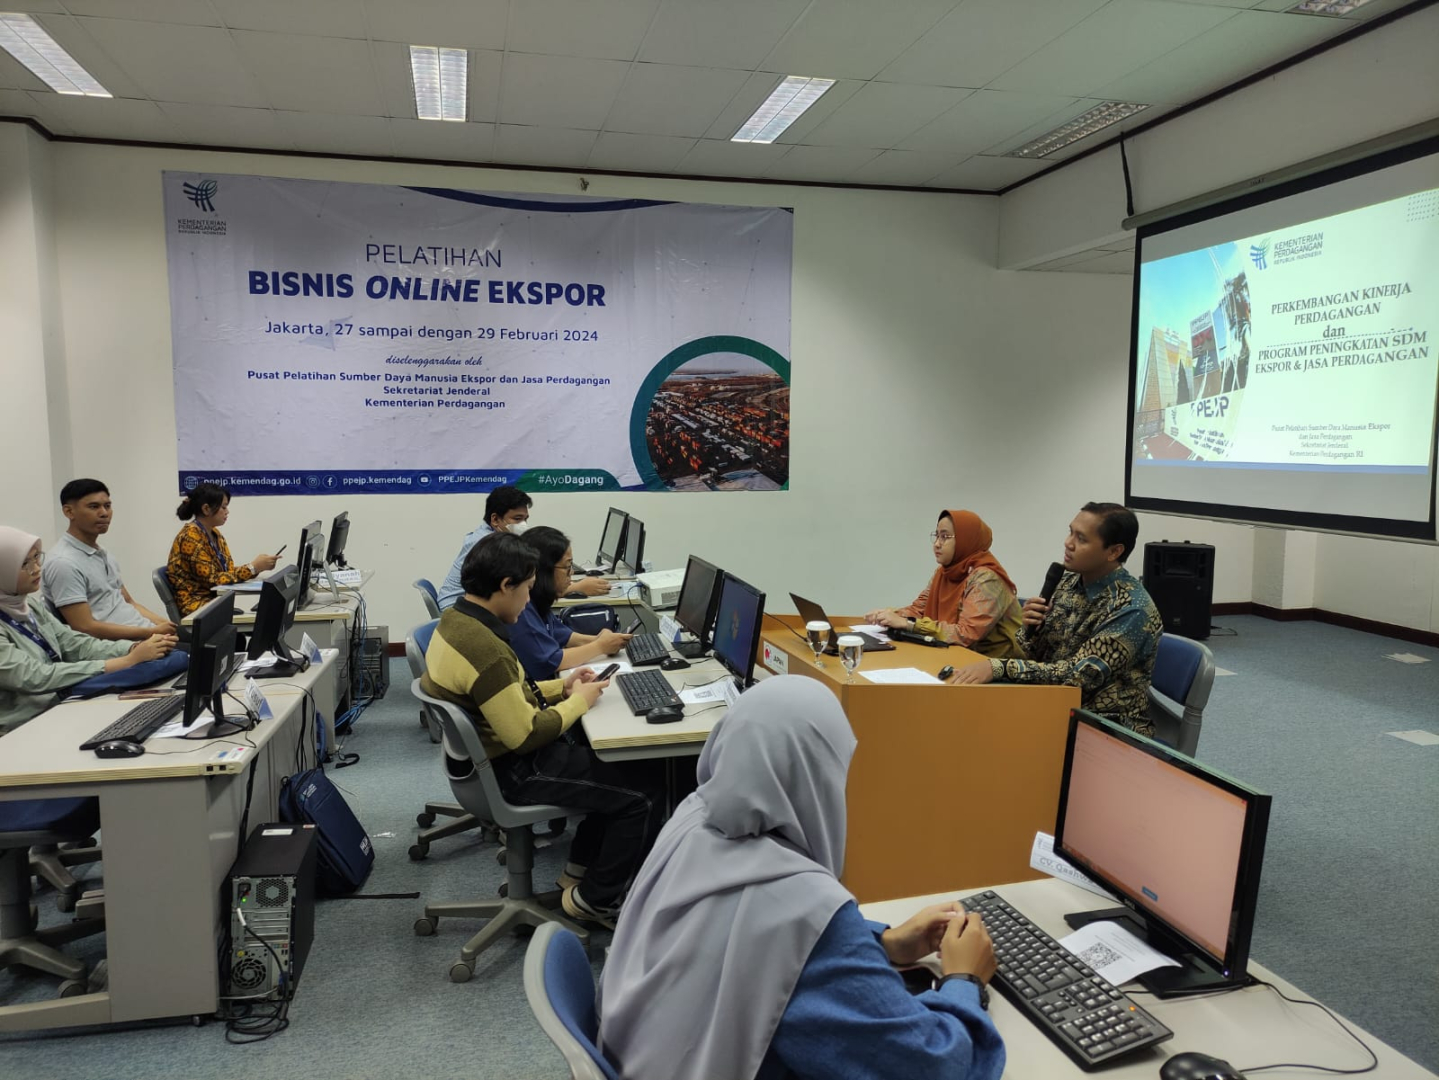 KEMENTERIAN
PERDAGANGAN
REPUBLIK INDONESIA
PELATIHAN
BISNIS ONLINE EKSPOR
Jakarta, 27 sampai dengan 29 Februari 2024
diselenggarakan oleh
Pusat Pelatihan Sumber Daya Manusia Ekspor dan Jasa Perdagangan
Sekretariat Jenderal
Kementerian Perdagangan
ppejp.kemendag.go.id
ppejp.kemendag
PPEJPKemendag
#AyoDagang
KEMENTERIAN
PERDAGANGAN
REPUBLIK INDONESIA
PERKEMBANGAN KINERJA
PERDAGANGAN
dan
PROGRAM PENINGKATAN SDM
EKSPOR & JASA PERDAGANGAN
PPEJP
Pusat Pelatihan Sumber Daya Manusia Ekspor
dan Jasa Perdagangan
Sekretariat Jenderal
Kementerian Perdagangan RI